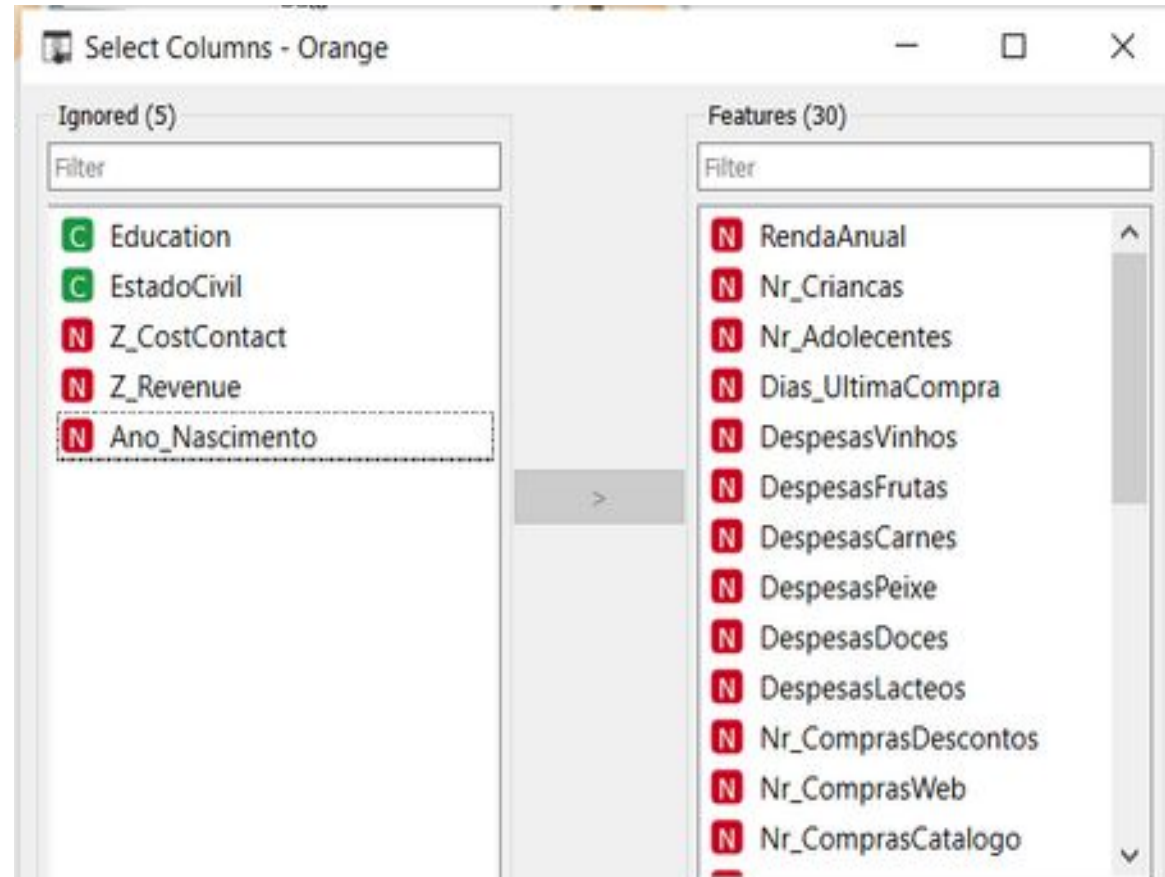 Select Columns - Orange
Ignored (5)
Filter
C Education
C EstadoCivil
N Z_CostContact
N Z_Revenue
N Ano_Nascimento
>
Features (30)
Filter
N RendaAnual
N Nr_Criancas
N Nr_Adolecentes
N Dias_UltimaCompra
N DespesasVinhos
N DespesasFrutas
N DespesasCarnes
N DespesasPeixe
N DespesasDoces
N DespesasLacteos
N Nr_ComprasDescontos
N Nr_ComprasWeb
N Nr_ComprasCatalogo